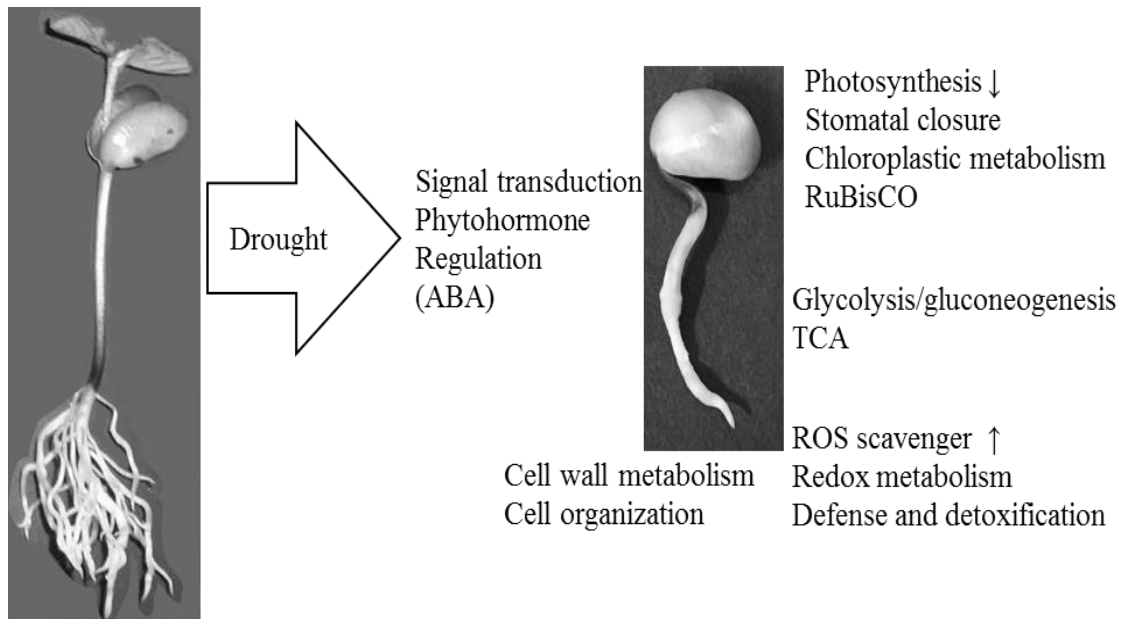 Drought
Signal transduction
Phytohormone
Regulation
(ABA)
Photosynthesis ↓
Stomatal closure
Chloroplastic metabolism
RuBisCO
Glycolysis/gluconeogenesis
TCA
ROS scavenger ↑
Redox metabolism
Defense and detoxification
Cell wall metabolism
Cell organization